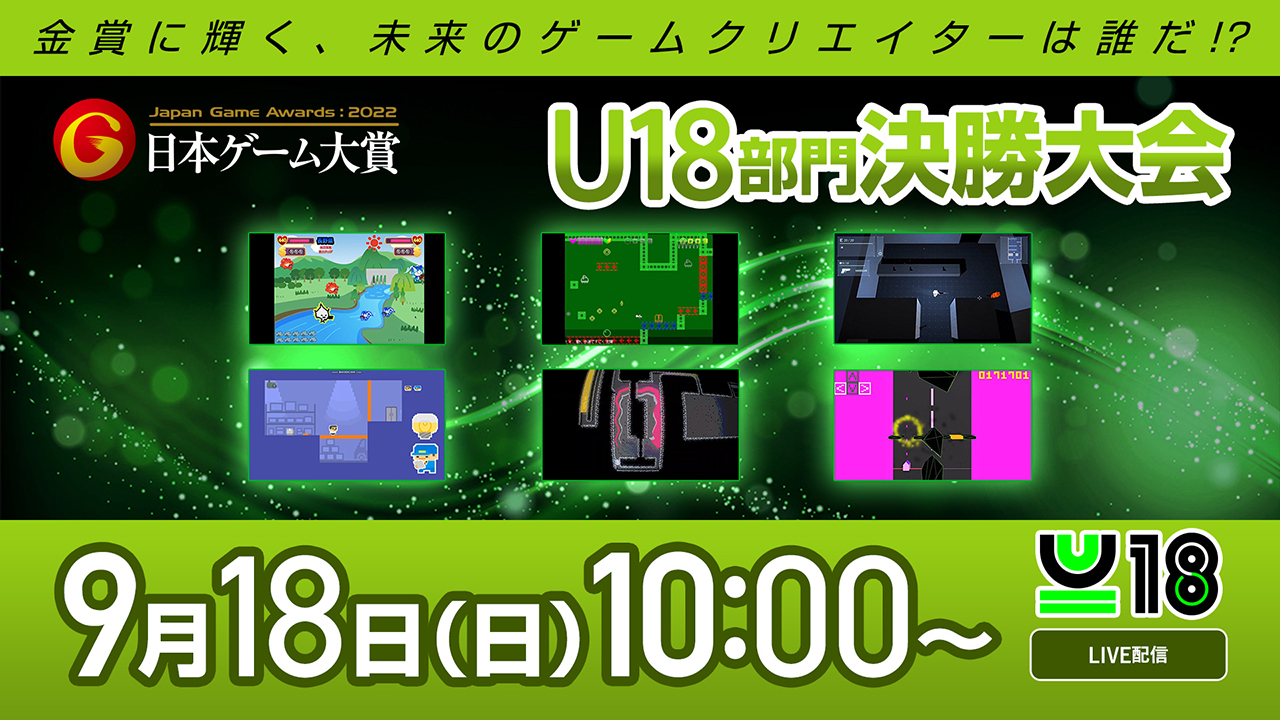 金賞に輝く、未来のゲームクリエイターは誰だ!?
Japan Game Awards：2022
日本ゲーム大賞
U18部門決勝大会
0171701
9月18日(日)10:00～
U18
LIVE配信